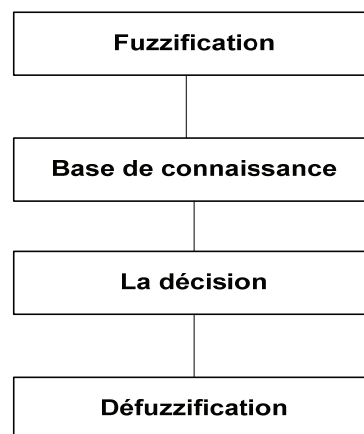 Fuzzification
Base de connaissance
La décision
Défuzzification